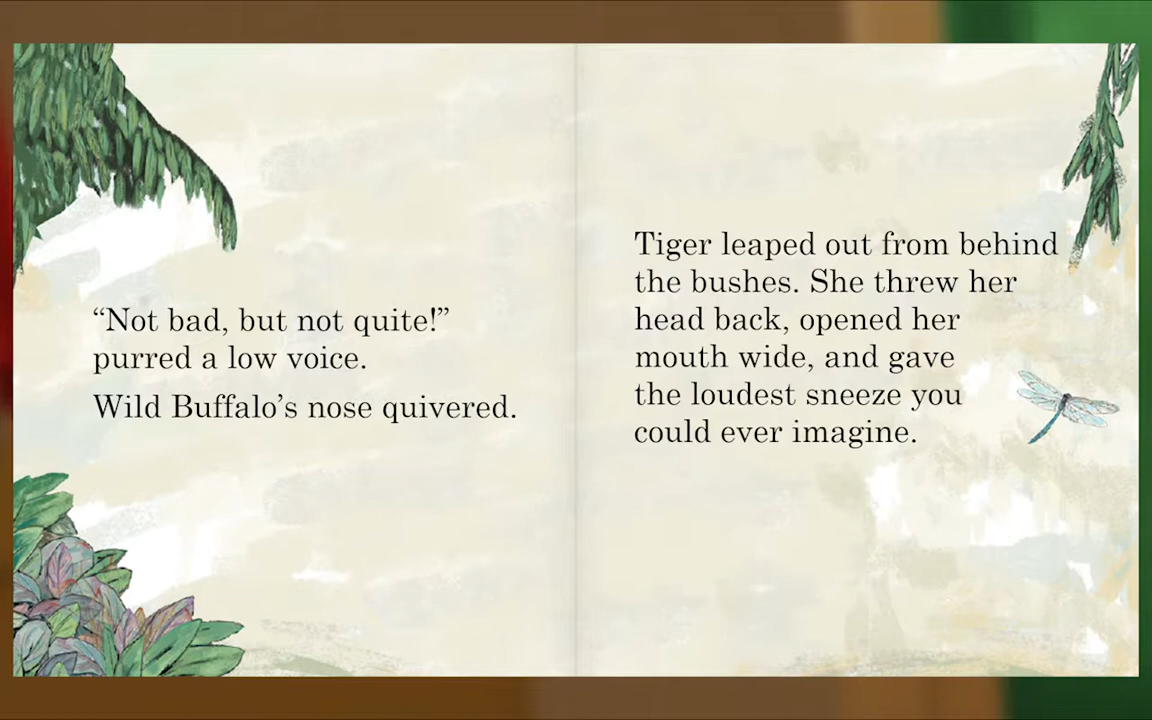 “Not bad, but not quite!”
purred a low voice.
Wild Buffalo’s nose quivered.
Tiger leaped out from behind
the bushes. She threw her
head back, opened her
mouth wide, and gave
the loudest sneeze you
could ever imagine.